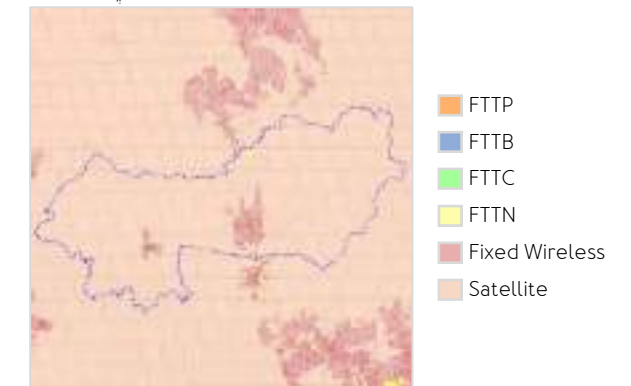 FTTP
FTTB
FTTC
FTTN
Fixed Wireless
Satellite